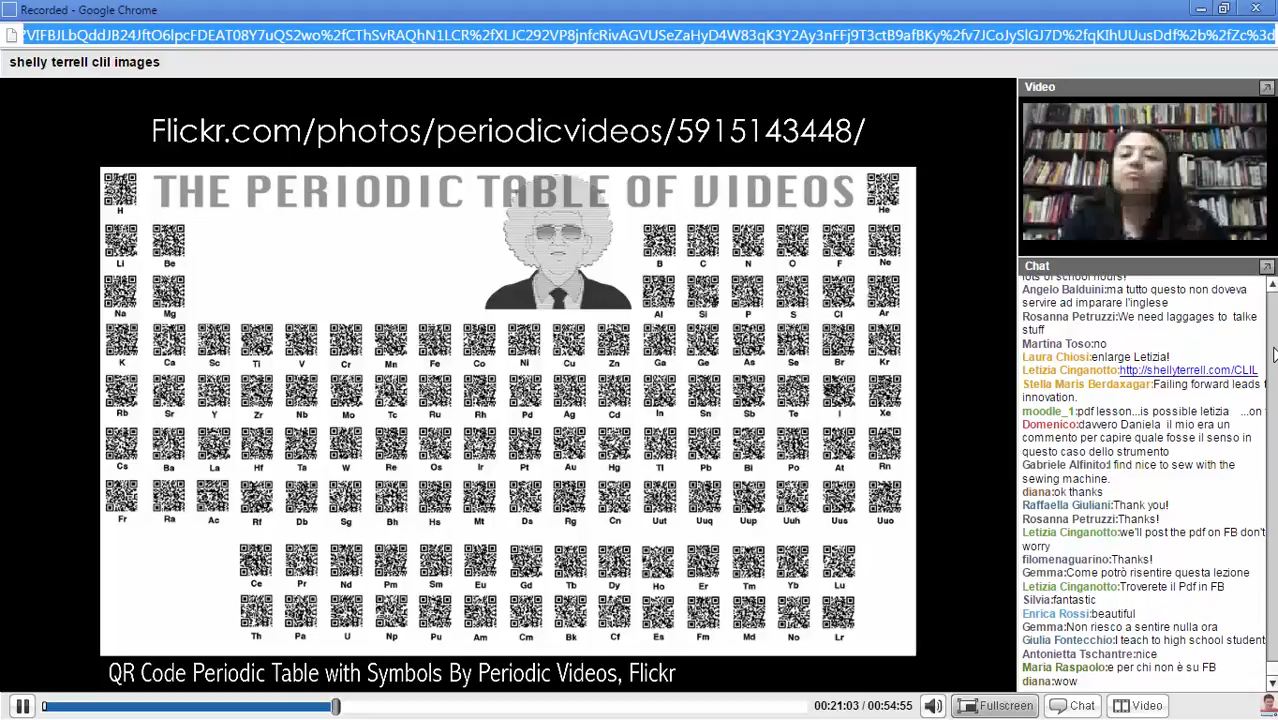 Recorded - Google Chrome
?VIFBJLbQddJB24JftO6lpcFDEAT08Y7uQS2wo%2fCThSvRAQhN1LCR%2fXLJC292VP8jnfcRivAGVUSeZaHyD4W83qK3Y2Ay3nFFj9T3ctB9afBKy%2fv7JCoJySlGJ7D%2fqKIhUUusDdf%2b%2fZc%3d
shelly terrell clil images
Flickr.com/photos/periodicvideos/5915143448/
THE PERIODIC TABLE OF VIDEOS
H He
Li Be B C N O F Ne
Na Mg Al Si P S Cl Ar
K Ca Sc Ti V Cr Mn Fe Co Ni Cu Zn Ga Ge As Se Br Kr
Rb Sr Y Zr Nb Mo Tc Ru Rh Pd Ag Cd In Sn Sb Te I Xe
Cs Ba La Hf Ta W Re Os Ir Pt Au Hg Tl Pb Bi Po At Rn
Fr Ra Ac Rf Db Sg Bh Hs Mt Ds Rg Cn Uut Uuq Uup Uuh Uus Uuo
Ce Pr Nd Pm Sm Eu Gd Tb Dy Ho Er Tm Yb Lu
Th Pa U Np Pu Am Cm Bk Cf Es Fm Md No Lr
QR Code Periodic Table with Symbols By Periodic Videos, Flickr
Video
Chat
lots of school hours!
Angelo Balduini:ma tutto questo non doveva
servire ad imparare l'inglese
Rosanna Petruzzi:We need laggages to talke
stuff
Martina Toso:no
Laura Chiosi:enlarge Letizia!
Letizia Cinganotto:http://shellyterrell.com/CLIL
Stella Maris Berdaxagar:Failing forward leads t
innovation.
moodle_1:pdf lesson...is possible letizia ...on
Domenico:davvero Daniela il mio era un
commento per capire quale fosse il senso in
questo caso dello strumento
Gabriele Alfinito:I find nice to sew with the
sewing machine.
diana:ok thanks
Raffaella Giuliani:Thank you!
Rosanna Petruzzi:Thanks!
Letizia Cinganotto:we'll post the pdf on FB don't
worry
filomenaguarino:Thanks!
Gemma:Come potrò risentire questa lezione
Letizia Cinganotto:Troverete il Pdf in FB
Silvia:fantastic
Enrica Rossi:beautiful
Gemma:Non riesco a sentire nulla ora
Giulia Fontecchio:I teach to high school student
Antonietta Tschantre:nice
Maria Raspaolo:e per chi non è su FB
diana:wow
00:21:03 / 00:54:55
Fullscreen
Chat
Video